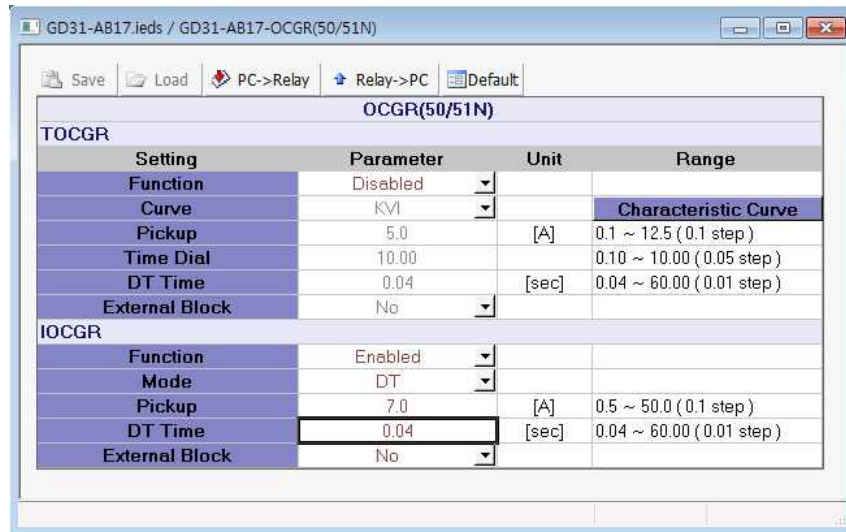 GD31-AB17.ieds / GD31-AB17-OCGR(50/51N)
Save Load PC->Relay Relay->PC Default
OCGR(50/51N)
TOCGR
Setting Parameter Unit Range
Function Disabled
Curve KVI Characteristic Curve
Pickup 5.0 [A] 0.1 ~ 12.5 ( 0.1 step )
Time Dial 10.00 0.10 ~ 10.00 ( 0.05 step )
DT Time 0.04 [sec] 0.04 ~ 60.00 ( 0.01 step )
External Block No
IOCGR
Function Enabled
Mode DT
Pickup 7.0 [A] 0.5 ~ 50.0 ( 0.1 step )
DT Time 0.04 [sec] 0.04 ~ 60.00 ( 0.01 step )
External Block No